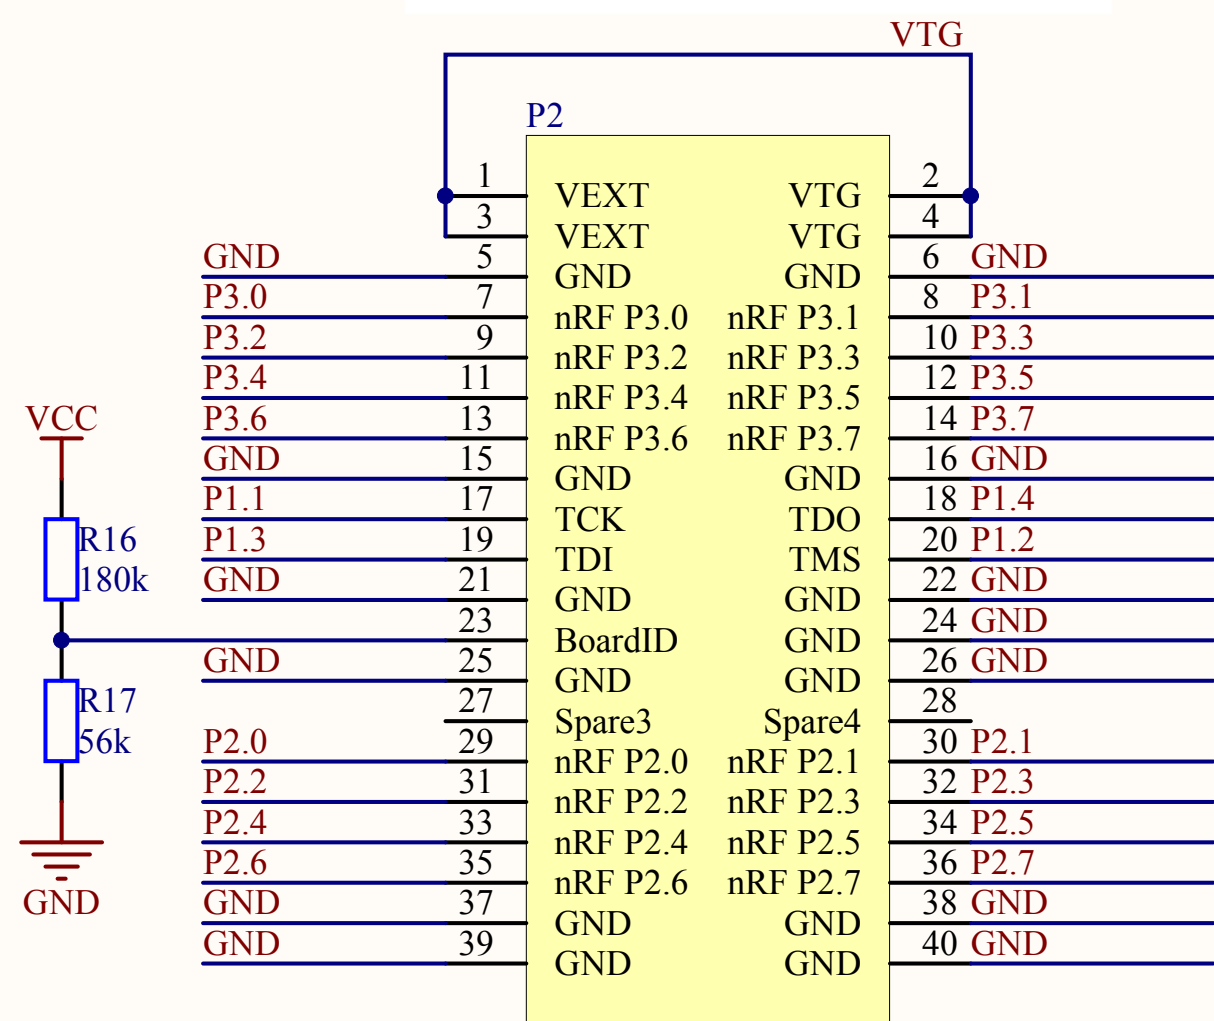 VTG
P2
1 VEXT VTG 2
3 VEXT VTG 4
GND 5 GND GND 6 GND
P3.0 7 nRF P3.0 nRF P3.1 8 P3.1
P3.2 9 nRF P3.2 nRF P3.3 10 P3.3
P3.4 11 nRF P3.4 nRF P3.5 12 P3.5
VCC P3.6 13 nRF P3.6 nRF P3.7 14 P3.7
GND 15 GND GND 16 GND
P1.1 17 TCK TDO 18 P1.4
R16 P1.3 19 TDI TMS 20 P1.2
180k GND 21 GND GND 22 GND
23 BoardID GND 24 GND
GND 25 GND GND 26 GND
R17 27 Spare3 Spare4 28
56k P2.0 29 nRF P2.0 nRF P2.1 30 P2.1
P2.2 31 nRF P2.2 nRF P2.3 32 P2.3
P2.4 33 nRF P2.4 nRF P2.5 34 P2.5
P2.6 35 nRF P2.6 nRF P2.7 36 P2.7
GND GND 37 GND GND 38 GND
GND 39 GND GND 40 GND